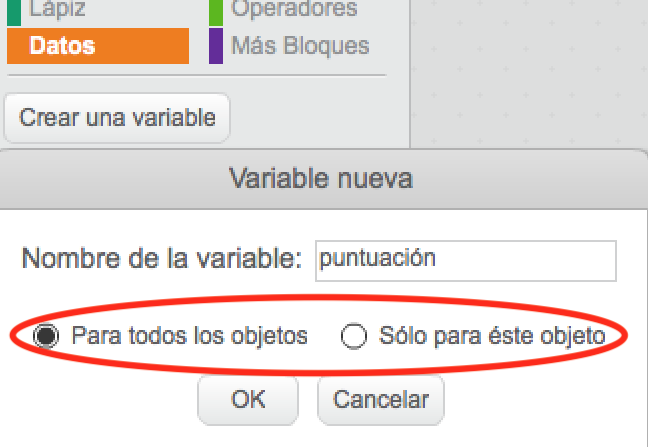 Lápiz Operadores
Datos Más Bloques
Crear una variable
Variable nueva
Nombre de la variable: puntuación
Para todos los objetos Sólo para éste objeto
OK Cancelar